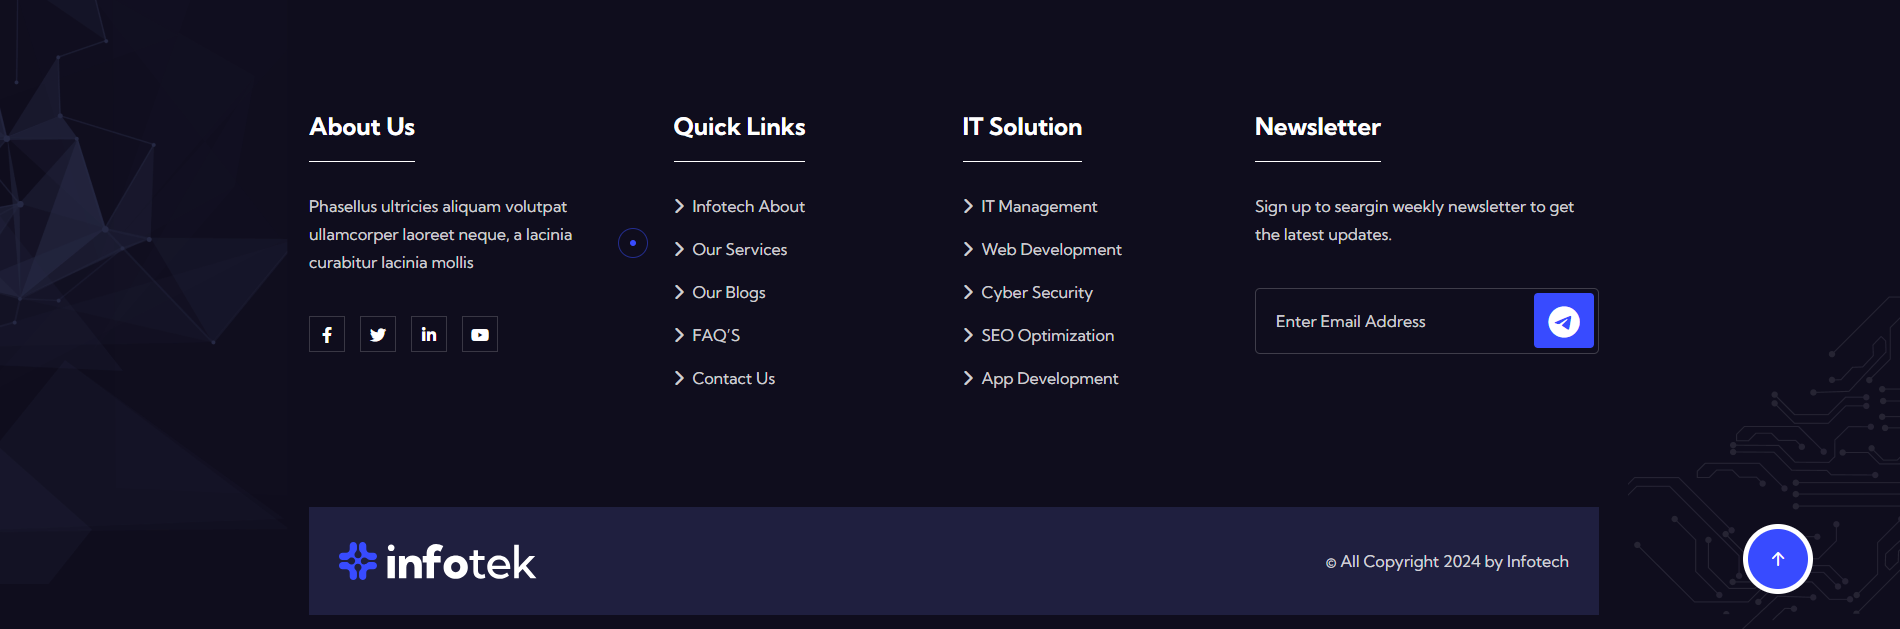 About Us
Phasellus ultricies aliquam volutpat
ullamcorper laoreet neque, a lacinia
curabitur lacinia mollis
Quick Links
Infotech About
Our Services
Our Blogs
FAQ'S
Contact Us
IT Solution
IT Management
Web Development
Cyber Security
SEO Optimization
App Development
Newsletter
Sign up to seargin weekly newsletter to get
the latest updates.
Enter Email Address
infotek
© All Copyright 2024 by Infotech